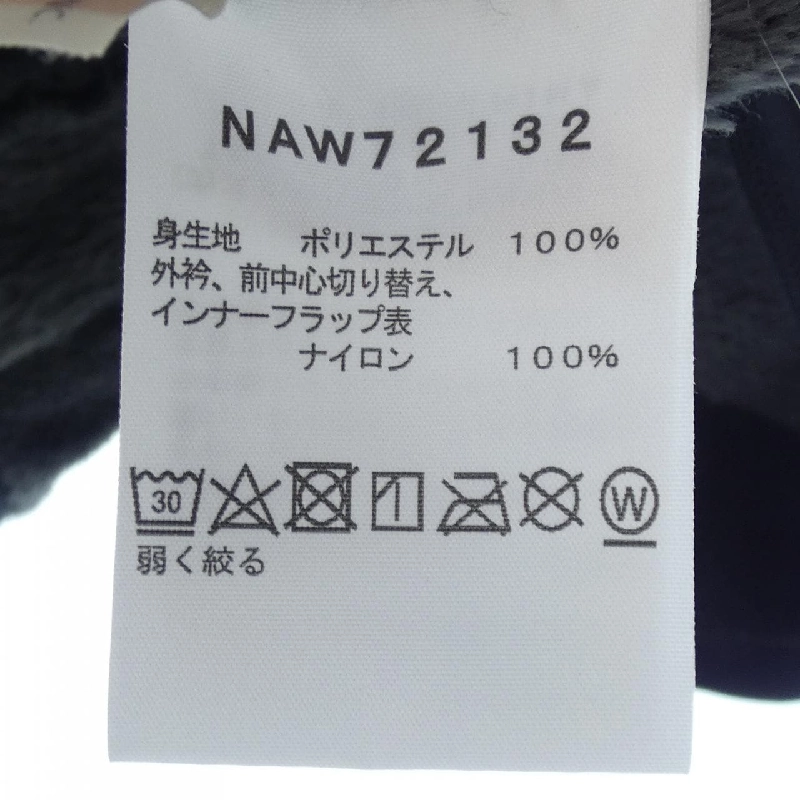 NAW72132
身生地 ポリエステル 100%
外衿、前中心切り替え、
インナーフラップ表
ナイロン 100%
30 W
弱く絞る